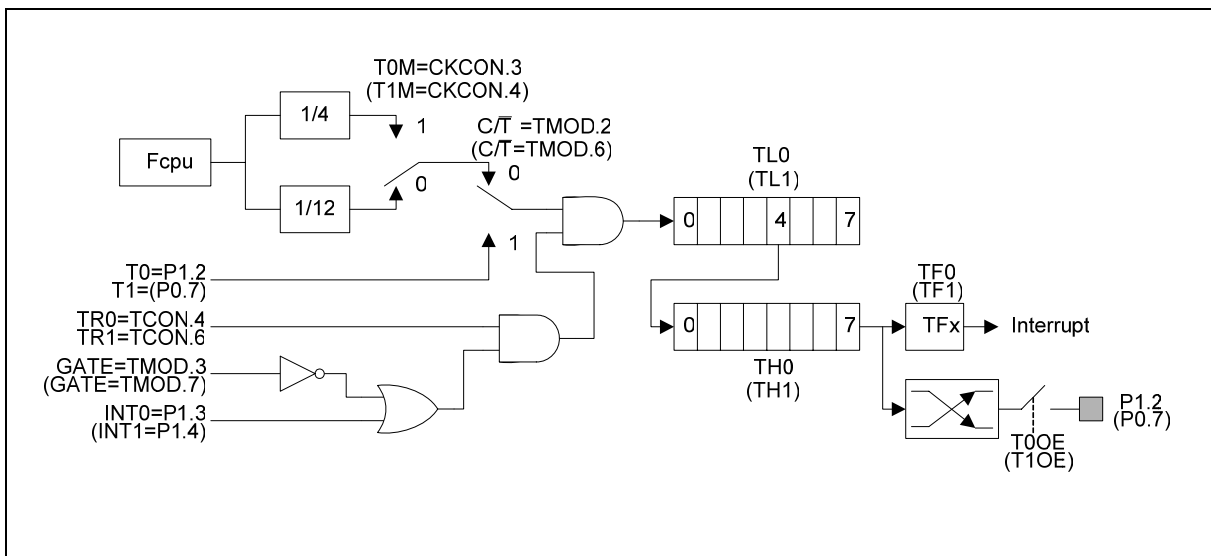 T0M=CKCON.3
(T1M=CKCON.4)
1/4
1
C/T̅ =TMOD.2
(C/T̅=TMOD.6)
Fcpu
0
0
TL0
(TL1)
1/12
0 4 7
1
T0=P1.2
T1=(P0.7)
TF0
(TF1)
TR0=TCON.4
TR1=TCON.6
0 7
TFx
Interrupt
GATE=TMOD.3
(GATE=TMOD.7)
TH0
(TH1)
INT0=P1.3
(INT1=P1.4)
P1.2
(P0.7)
T0OE
(T1OE)